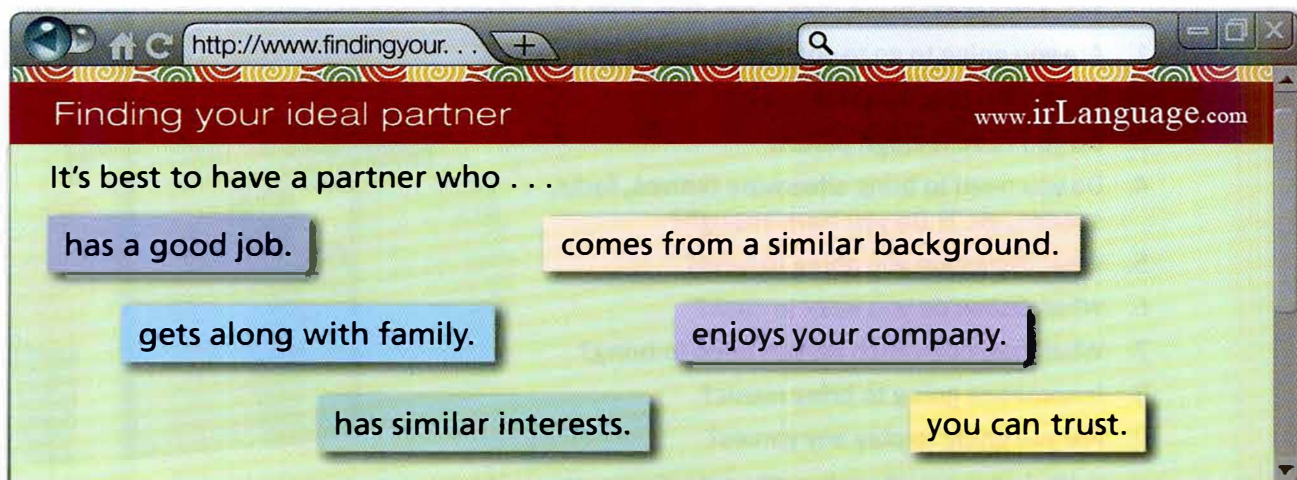 http://www.findingyour. . .
Finding your ideal partner
www.irLanguage.com
It's best to have a partner who . . .
has a good job.
comes from a similar background.
gets along with family.
enjoys your company.
has similar interests.
you can trust.